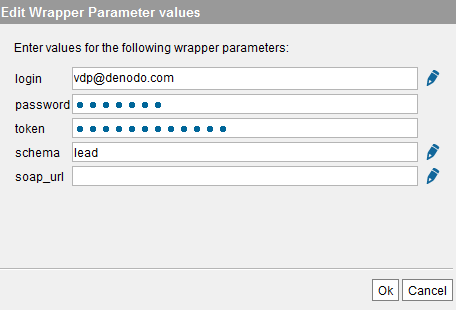 Edit Wrapper Parameter values
Enter values for the following wrapper parameters:
login vdp@denodo.com
password •••••••
token ••••••••••••
schema lead
soap_url
Ok Cancel